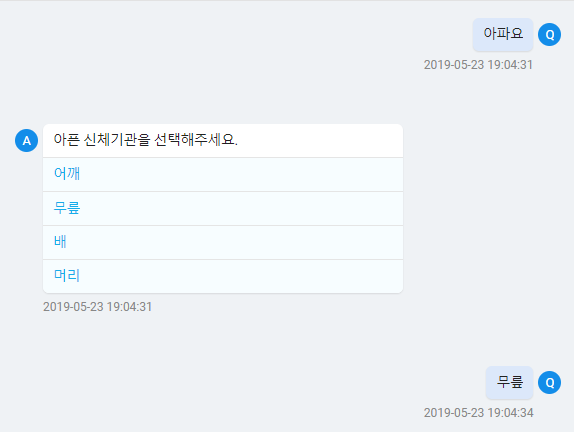 아파요
Q
2019-05-23 19:04:31
A
아픈 신체기관을 선택해주세요.
어깨
무릎
배
머리
2019-05-23 19:04:31
무릎
Q
2019-05-23 19:04:34